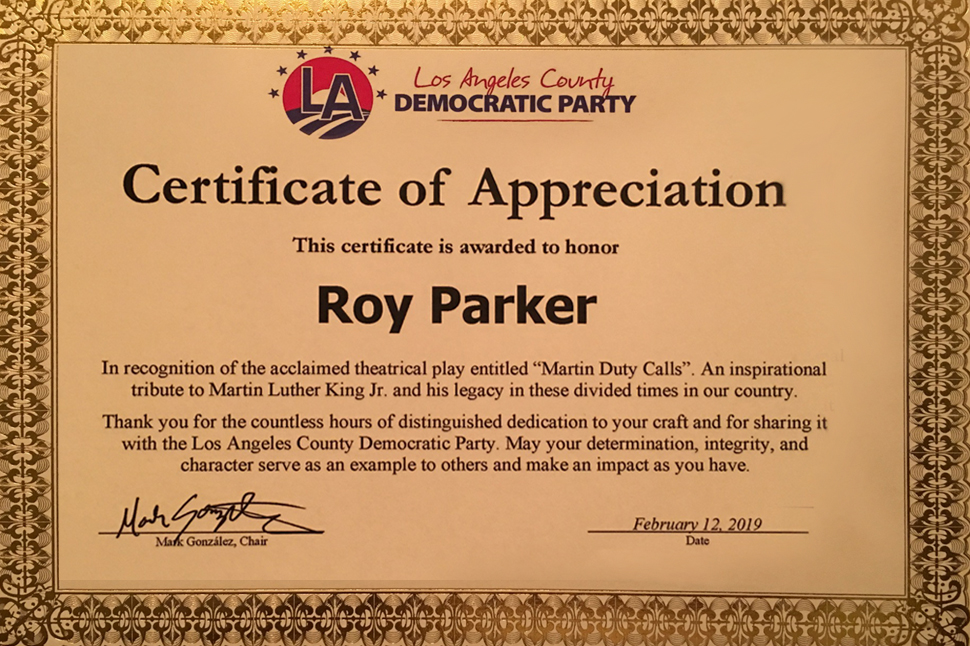 LA
Los Angeles County
DEMOCRATIC PARTY
Certificate of Appreciation
This certificate is awarded to honor
Roy Parker
In recognition of the acclaimed theatrical play entitled “Martin Duty Calls”. An inspirational
tribute to Martin Luther King Jr. and his legacy in these divided times in our country.
Thank you for the countless hours of distinguished dedication to your craft and for sharing it
with the Los Angeles County Democratic Party. May your determination, integrity, and
character serve as an example to others and make an impact as you have.
Mark González, Chair
February 12, 2019
Date